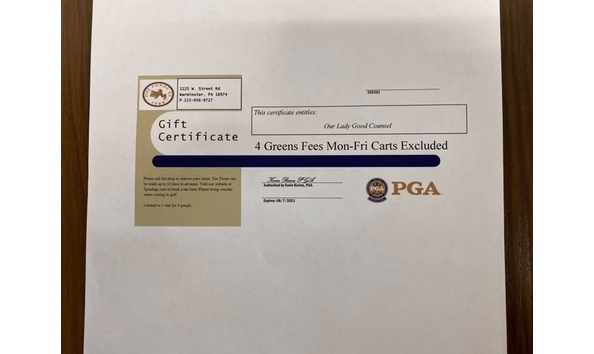 1225 W. Street Rd
Warminster, PA 18974
P.215-956-9727
Gift
Certificate
This certificate entitles:
Our Lady Good Counsel
4 Greens Fees Mon-Fri Carts Excluded
Please call the shop to reserve your times. Tee Times can
be made up to 10 days in advance. Visit our website at
to book a tee time! Please bring voucher
when coming to golf.
Limited to 1 visit for 4 people.
Authorized by Kevin PGA
Expires: 08/7/2021
PGA